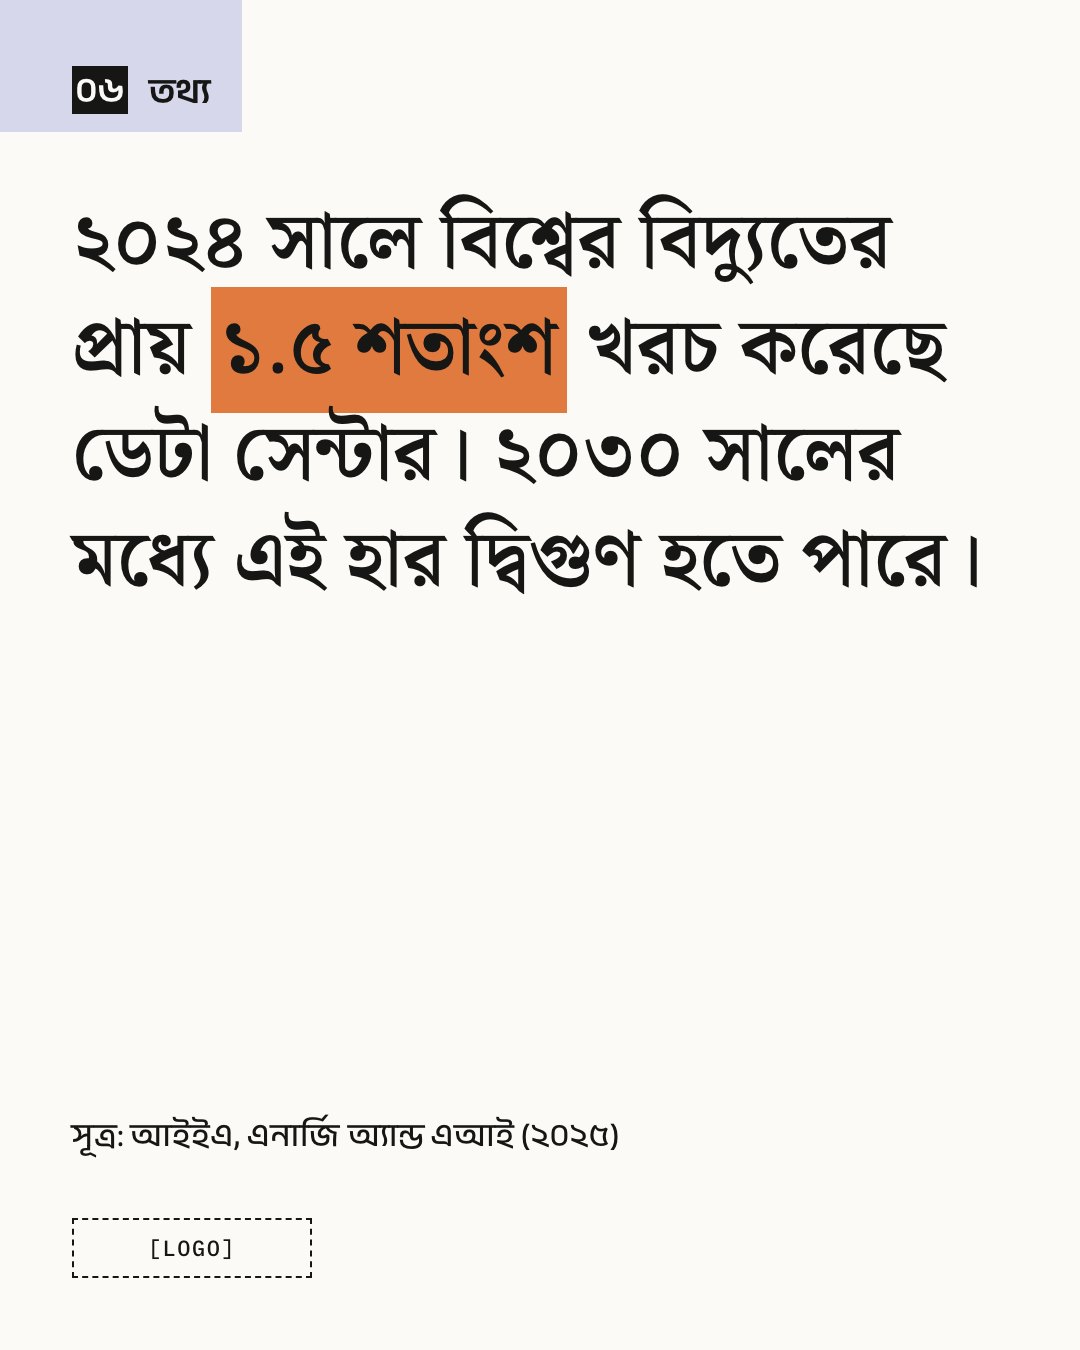 ০৬ তথ্য
২০২৪ সালে বিশ্বের বিদ্যুতের
প্রায় ১.৫ শতাংশ খরচ করেছে
ডেটা সেন্টার। ২০৩০ সালের
মধ্যে এই হার দ্বিগুণ হতে পারে।
সূত্র: আইইএ, এনার্জি অ্যান্ড এআই (২০২৫)
[LOGO]